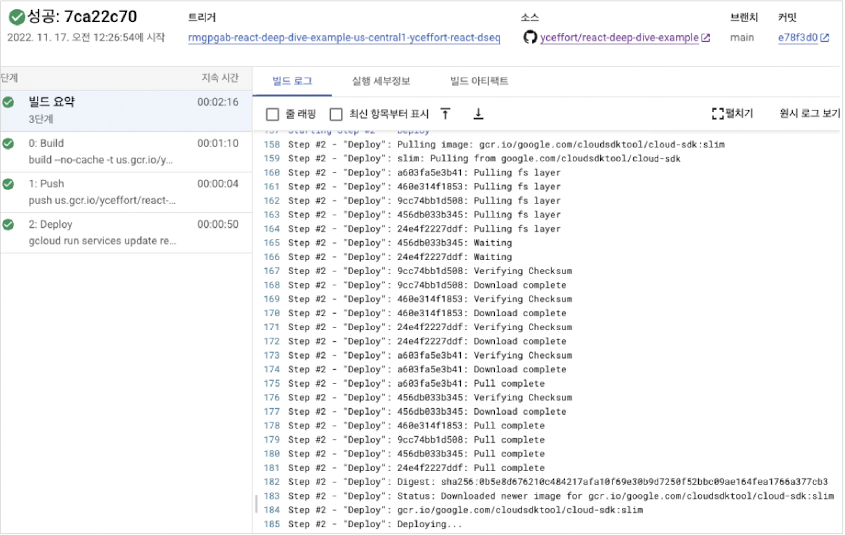 성공: 7ca22c70
2022. 11. 17. 오전 12:26:54에 시작
트리거
rmgpgab-react-deep-dive-example-us-central1-yceffort-react-dseq
소스
yceffort/react-deep-dive-example
브랜치
main
커밋
e78f3d0
단계 지속 시간
빌드 요약 00:02:16
3단계
0: Build 00:01:10
build --no-cache -t us.gcr.io/y...
1: Push 00:00:04
push us.gcr.io/yceffort/react-...
2: Deploy 00:00:50
gcloud run services update re...
빌드 로그 실행 세부정보 빌드 아티팩트
줄 래핑 최신 항목부터 표시 펼치기 원시 로그 보기
157 Starting Step #2 - "Deploy"
158 Step #2 - "Deploy": Pulling image: gcr.io/google.com/cloudsdktool/cloud-sdk:slim
159 Step #2 - "Deploy": slim: Pulling from google.com/cloudsdktool/cloud-sdk
160 Step #2 - "Deploy": a603fa5e3b41: Pulling fs layer
161 Step #2 - "Deploy": 460e314f1853: Pulling fs layer
162 Step #2 - "Deploy": 9cc74bb1d508: Pulling fs layer
163 Step #2 - "Deploy": 456db033b345: Pulling fs layer
164 Step #2 - "Deploy": 24e4f2227ddf: Pulling fs layer
165 Step #2 - "Deploy": 456db033b345: Waiting
166 Step #2 - "Deploy": 24e4f2227ddf: Waiting
167 Step #2 - "Deploy": 9cc74bb1d508: Verifying Checksum
168 Step #2 - "Deploy": 9cc74bb1d508: Download complete
169 Step #2 - "Deploy": 460e314f1853: Verifying Checksum
170 Step #2 - "Deploy": 460e314f1853: Download complete
171 Step #2 - "Deploy": 24e4f2227ddf: Verifying Checksum
172 Step #2 - "Deploy": 24e4f2227ddf: Download complete
173 Step #2 - "Deploy": a603fa5e3b41: Verifying Checksum
174 Step #2 - "Deploy": a603fa5e3b41: Download complete
175 Step #2 - "Deploy": a603fa5e3b41: Pull complete
176 Step #2 - "Deploy": 456db033b345: Verifying Checksum
177 Step #2 - "Deploy": 456db033b345: Download complete
178 Step #2 - "Deploy": 460e314f1853: Pull complete
179 Step #2 - "Deploy": 9cc74bb1d508: Pull complete
180 Step #2 - "Deploy": 456db033b345: Pull complete
181 Step #2 - "Deploy": 24e4f2227ddf: Pull complete
182 Step #2 - "Deploy": Digest: sha256:0b5e8d676210c484217afa10f69e30b9d7250f52bbc09ae164fea1766a377cb3
183 Step #2 - "Deploy": Status: Downloaded newer image for gcr.io/google.com/cloudsdktool/cloud-sdk:slim
184 Step #2 - "Deploy": gcr.io/google.com/cloudsdktool/cloud-sdk:slim
185 Step #2 - "Deploy": Deploying...